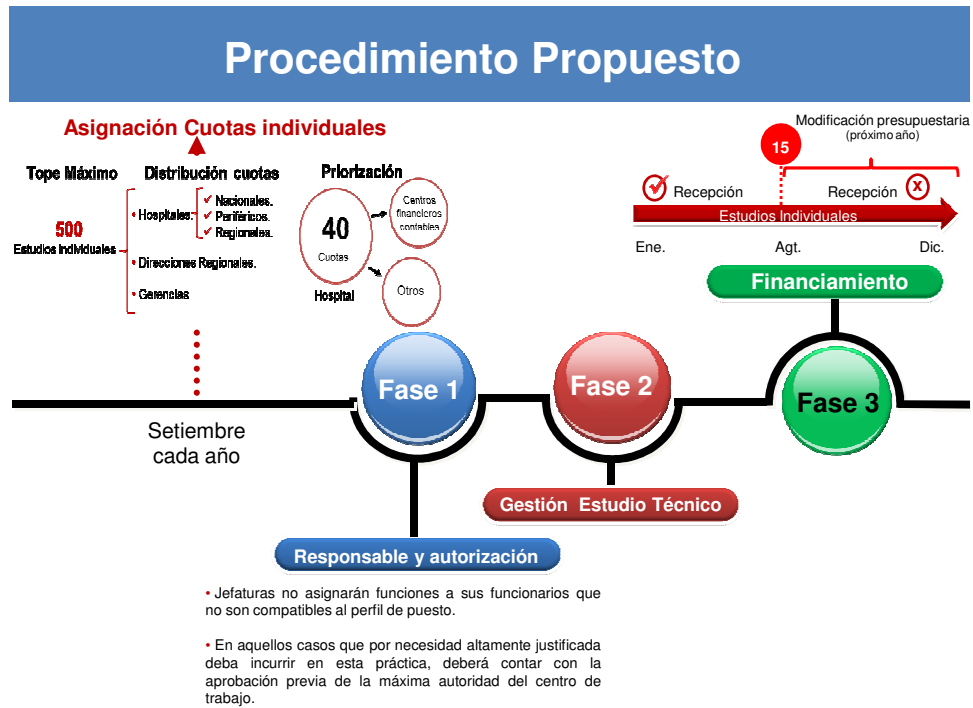 Procedimiento Propuesto
Asignación Cuotas individuales
Tope Máximo
500
Estudios Individuales
Distribución cuotas
• Hospitales.
✓ Nacionales.
✓ Periféricos.
✓ Regionales.
• Direcciones Regionales.
• Gerencias
Priorización
40
Cuotas
Hospital
Centros
financieros
contables
Otros
Modificación presupuestaria
(próximo año)
15
Recepción
Recepción
Estudios Individuales
Ene.
Agt.
Dic.
Financiamiento
Fase 1
Fase 2
Fase 3
Setiembre
cada año
Gestión Estudio Técnico
Responsable y autorización
• Jefaturas no asignarán funciones a sus funcionarios que
no son compatibles al perfil de puesto.
• En aquellos casos que por necesidad altamente justificada
deba incurrir en esta práctica, deberá contar con la
aprobación previa de la máxima autoridad del centro de
trabajo.